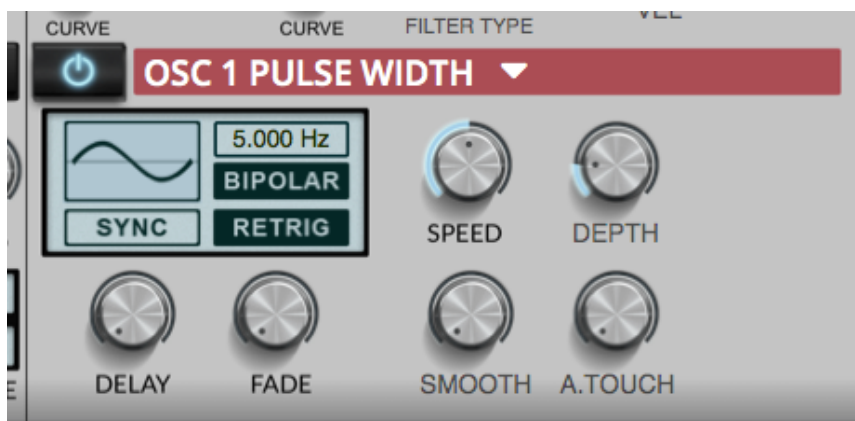 CURVE CURVE FILTER TYPE VEL
OSC 1 PULSE WIDTH
5.000 Hz
BIPOLAR
SYNC RETRIG
SPEED DEPTH
DELAY FADE SMOOTH A.TOUCH
E